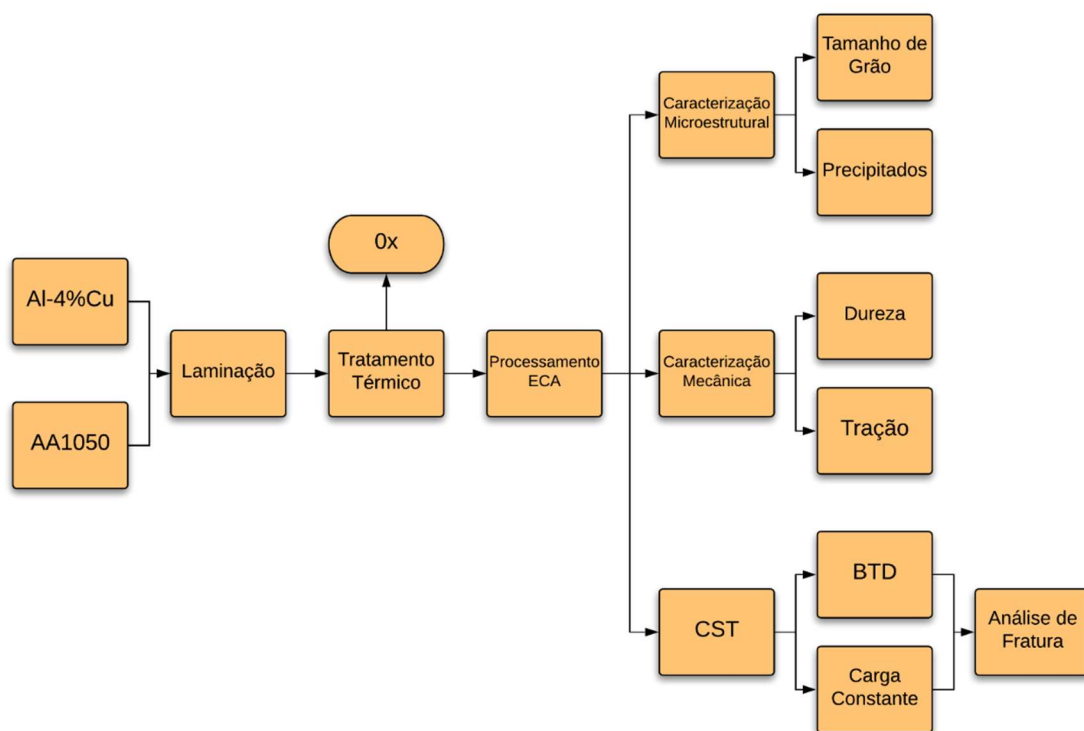 Al-4%Cu
AA1050
Laminação
0x
Tratamento
Térmico
Processamento
ECA
Caracterização
Microestrutural
Tamanho de
Grão
Precipitados
Caracterização
Mecânica
Dureza
Tração
CST
BTD
Carga
Constante
Análise de
Fratura